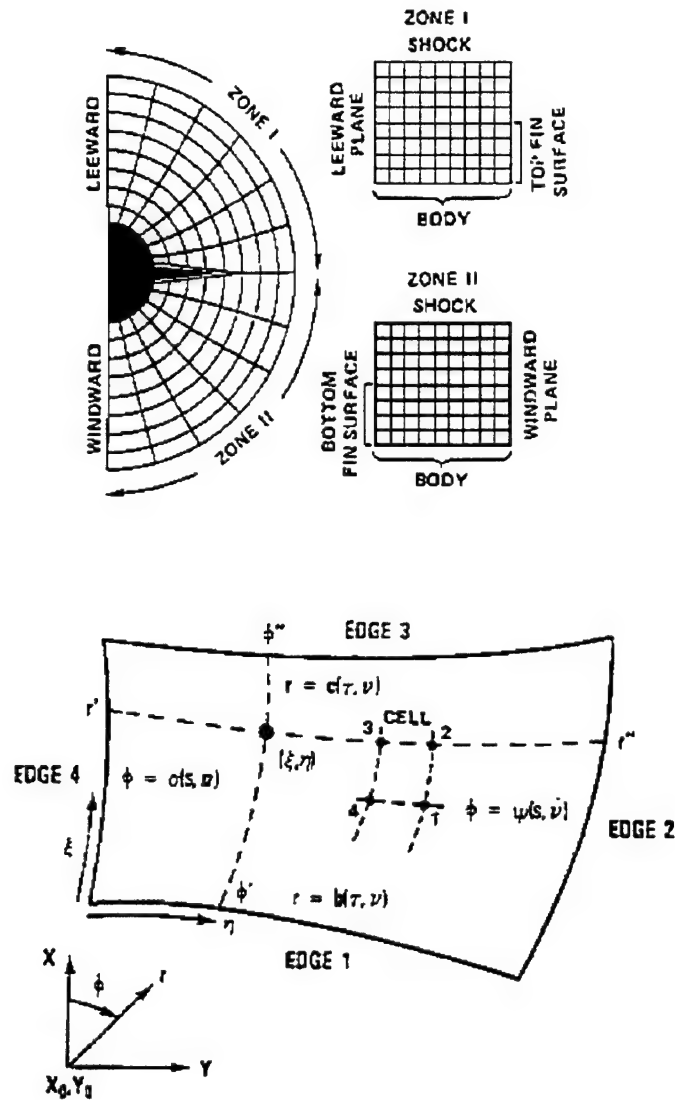 ZONE I
SHOCK
LEEWARD
ZONE I
LEEWARD
PLANE
TOP FIN
SURFACE
BODY
WINDWARD
ZONE II
ZONE II
SHOCK
BOTTOM
FIN SURFACE
WINDWARD
PLANE
BODY
ϕ"
EDGE 3
r = c(τ, ν)
r'
3 CELL 2
(ξ,η)
r"
EDGE 4
ϕ = σ(s, ν)
4
1
ϕ = ψ(s, ν)
EDGE 2
ξ
ϕ'
r = b(τ, ν)
η
EDGE 1
X
ϕ
r
Y
X₀,Y₀